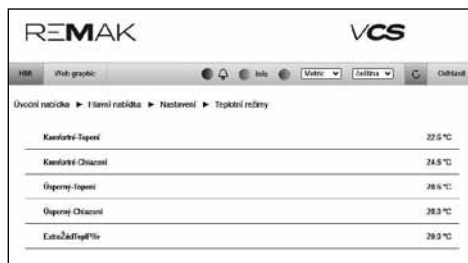 REMAK VCS
HMI Web graphic Info Metric čeština Odhlásit
Úvodní nabídka ► Hlavní nabídka ► Nastavení ► Teplotní režimy
Komfortní-Topení 22.5 °C
Komfortní-Chlazení 24.5 °C
Úsporný-Topení 20.5 °C
Úsporný-Chlazení 28.0 °C
ExtraŽádTeplPřív 20.0 °C